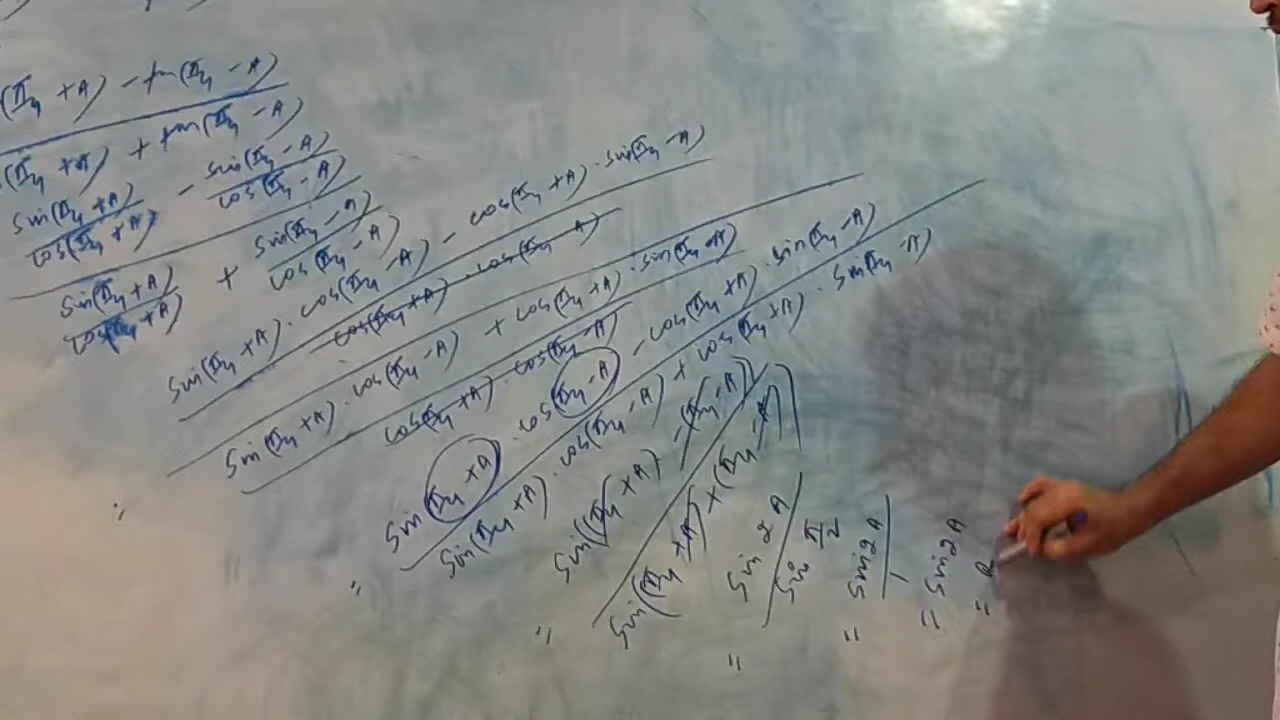 (π/4 + A) - tan(π/4 - A)
(π/4 + A) + tan(π/4 - A)
sin(π/4 + A) / cos(π/4 + A) - sin(π/4 - A) / cos(π/4 - A)
sin(π/4 + A) / cos(π/4 + A) + sin(π/4 - A) / cos(π/4 - A)
sin(π/4 + A) . cos(π/4 - A) - cos(π/4 + A) . sin(π/4 - A)
cos(π/4 + A) . cos(π/4 - A)
sin(π/4 + A) . cos(π/4 - A) + cos(π/4 + A) . sin(π/4 - A)
cos(π/4 + A) . cos(π/4 - A)
= sin(π/4 + A) . cos(π/4 - A) - cos(π/4 + A) . sin(π/4 - A)
sin(π/4 + A) . cos(π/4 - A) + cos(π/4 + A) . sin(π/4 - A)
= sin((π/4 + A) - (π/4 - A))
sin((π/4 + A) + (π/4 - A))
= sin 2A
sin π/2
= sin 2A
1
= sin 2A
= R